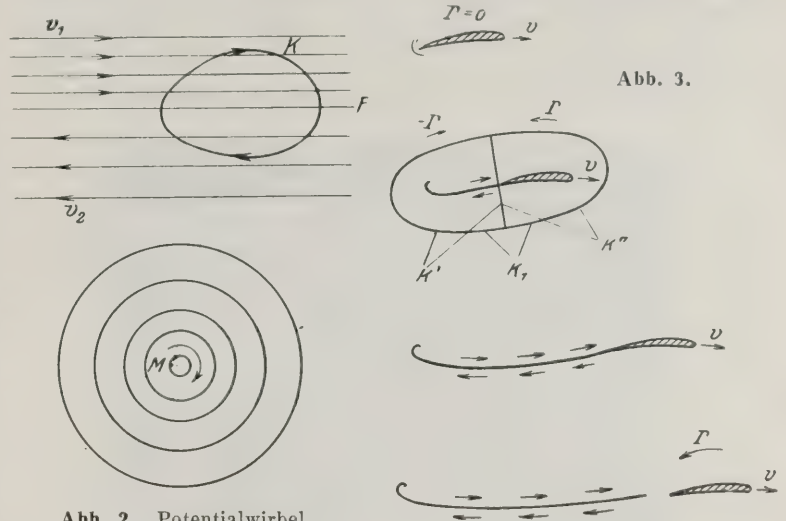 v₁
K
F
v₂
M
Abb. 2. Potentialwirbel
Γ=0
v
Abb. 3.
-Γ
Γ
v
K'
K₁
K"
v
Γ
v